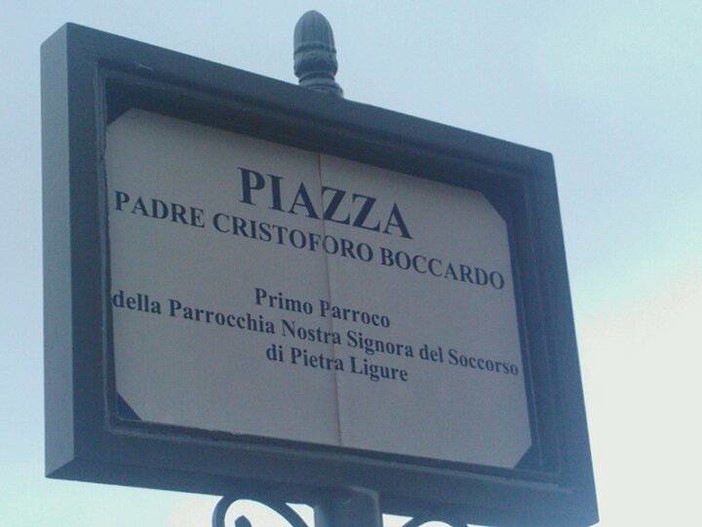 PIAZZA
PADRE CRISTOFORO BOCCARDO
Primo Parroco
della Parrocchia Nostra Signora del Soccorso
di Pietra Ligure